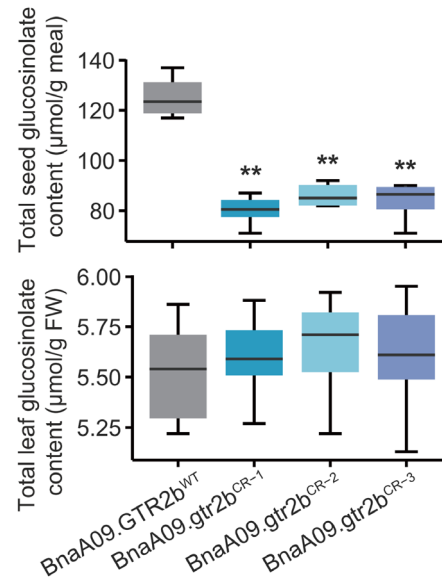 Total seed glucosinolate
content (μmol/g meal)
140
120
100
80
**
**
**
Total leaf glucosinolate
content (μmol/g FW)
6.00
5.75
5.50
5.25
BnaA09.GTR2b^WT
BnaA09.gtr2b^CR−1
BnaA09.gtr2b^CR−2
BnaA09.gtr2b^CR−3